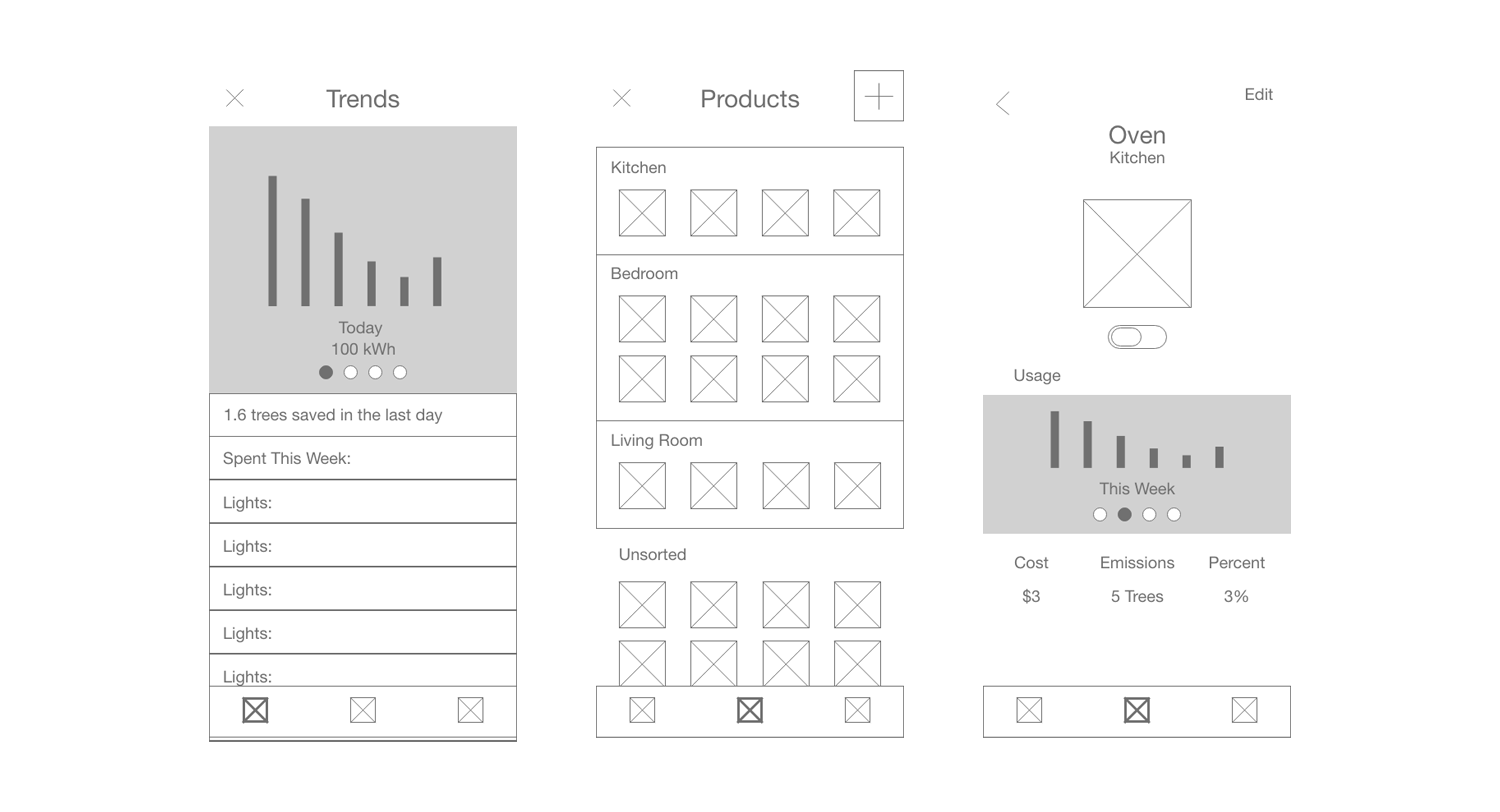 Trends
Today
100 kWh
1.6 trees saved in the last day
Spent This Week:
Lights:
Lights:
Lights:
Lights:
Lights:
Products
Kitchen
Bedroom
Living Room
Unsorted
Edit
Oven
Kitchen
Usage
This Week
Cost Emissions Percent
$3 5 Trees 3%